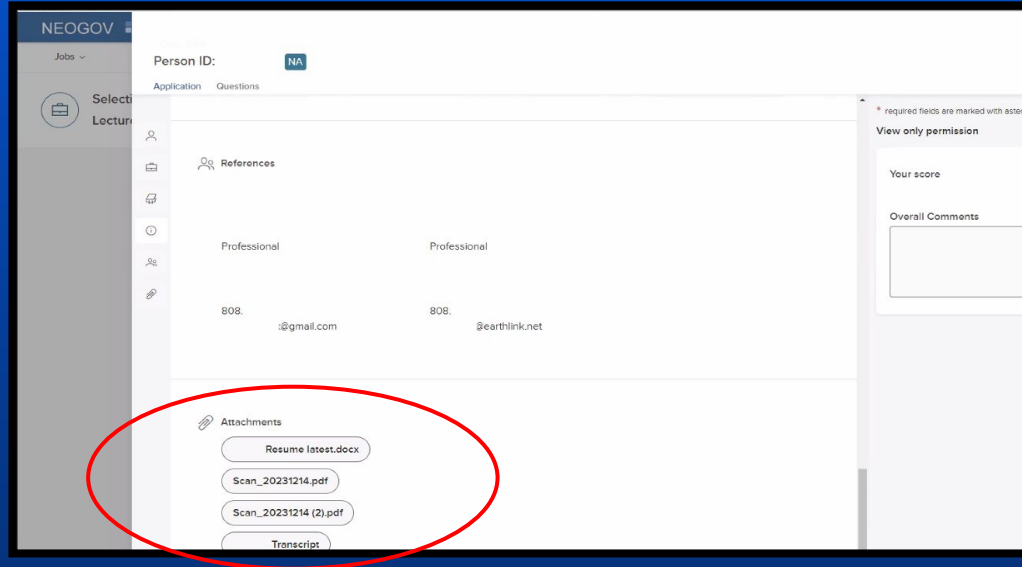 NEOGOV
Jobs
Selecti
Lectur
Person ID:
NA
Application Questions
* required fields are marked with aster
View only permission
References
Your score
Overall Comments
Professional Professional
808. 808.
:@gmail.com @earthlink.net
Attachments
Resume latest.docx
Scan_20231214.pdf
Scan_20231214 (2).pdf
Transcript